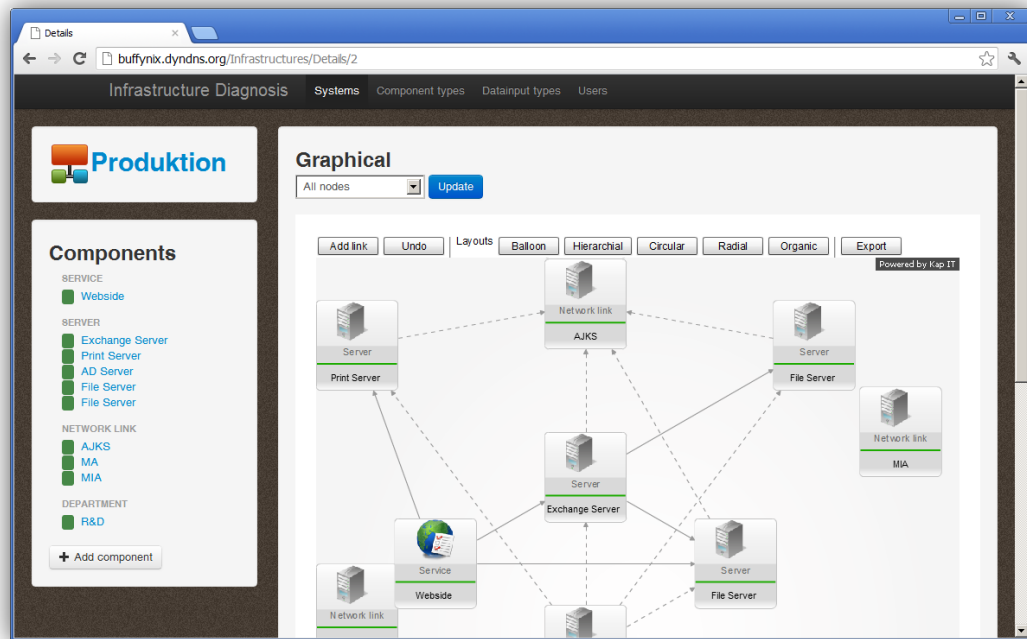 Details
buffynix.dyndns.org/Infrastructures/Details/2
Infrastructure Diagnosis Systems Component types Datainput types Users
Produktion
Components
SERVICE
Webside
SERVER
Exchange Server
Print Server
AD Server
File Server
File Server
NETWORK LINK
AJKS
MA
MIA
DEPARTMENT
R&D
+ Add component
Graphical
All nodes Update
Add link Undo Layouts Balloon Hierarchial Circular Radial Organic Export
Powered by Kap IT
Network link
AJKS
Server
Print Server
Server
File Server
Network link
MIA
Server
Exchange Server
Service
Webside
Server
File Server
Network link